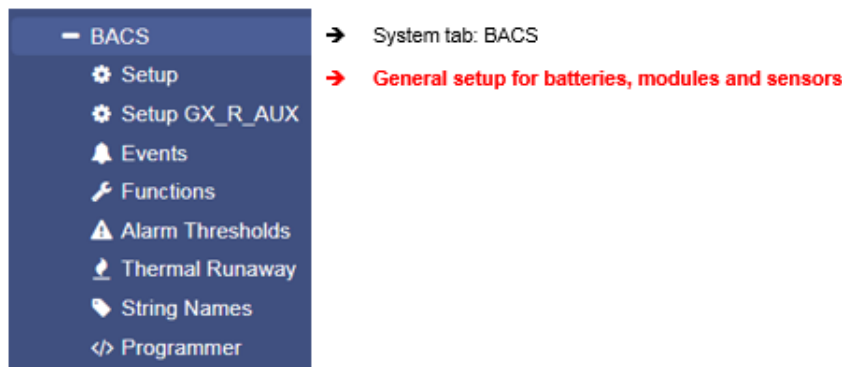 BACS → System tab: BACS
Setup → General setup for batteries, modules and sensors
Setup GX_R_AUX
Events
Functions
Alarm Thresholds
Thermal Runaway
String Names
</> Programmer